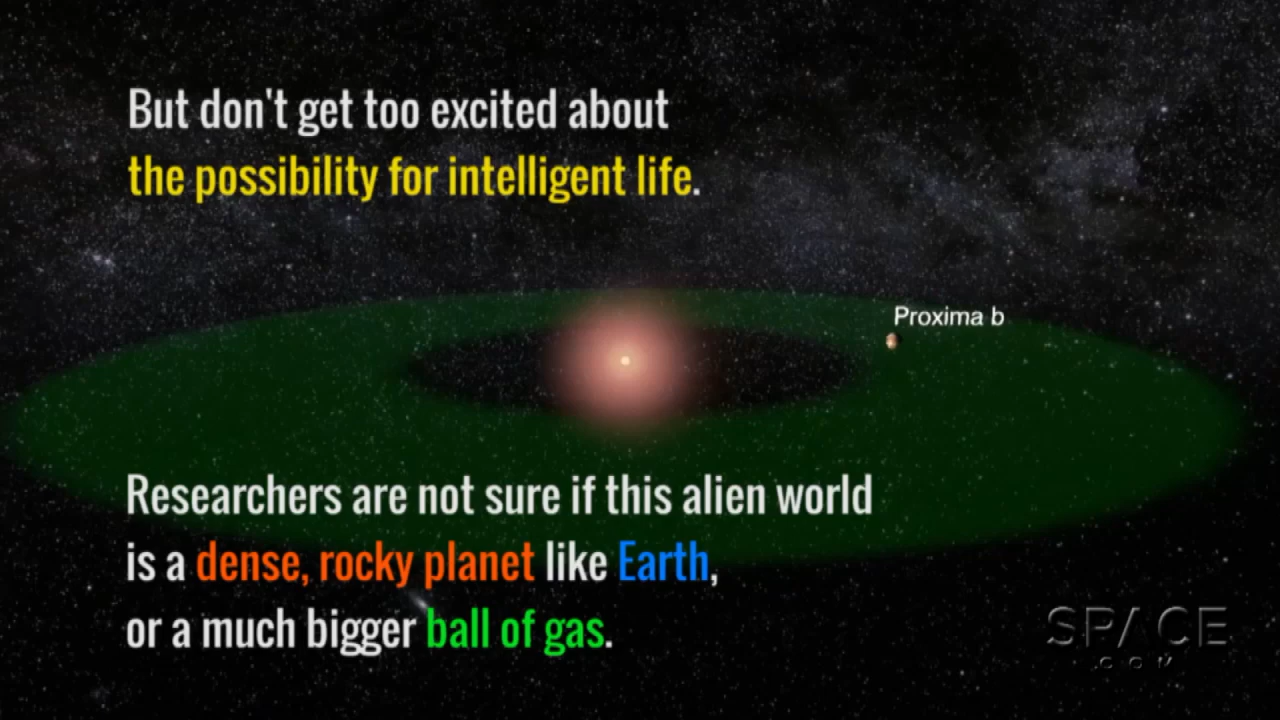 But don't get too excited about
the possibility for intelligent life.
Proxima b
Researchers are not sure if this alien world
is a dense, rocky planet like Earth,
or a much bigger ball of gas.
SPACE
.COM